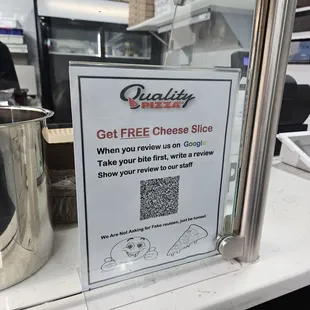 Quality
PIZZA
Get FREE Cheese Slice
When you review us on Google
Take your bite first, write a review
Show your review to our staff
We Are Not Asking for Fake reviews, just be honest